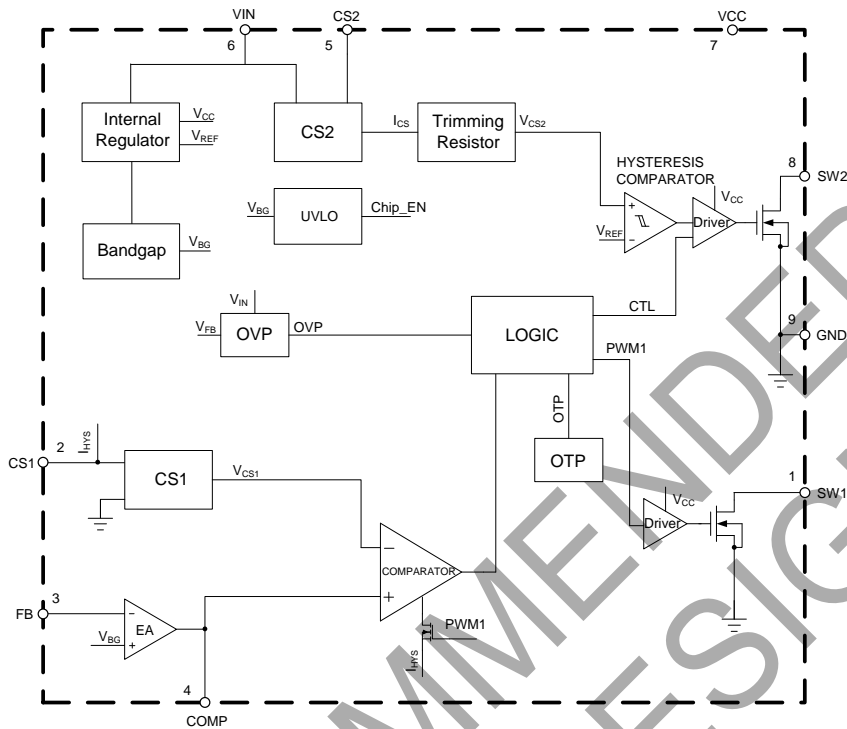 VIN
CS2
VCC
6
5
7
Internal
Regulator
VCC
VREF
CS2
ICS
Trimming
Resistor
VCS2
HYSTERESIS
COMPARATOR
8
SW2
VCC
+
VREF
−
Driver
VBG
UVLO
Chip_EN
Bandgap
VBG
VIN
VFB
OVP
OVP
LOGIC
CTL
PWM1
9
GND
OTP
OTP
2
CS1
IHYS
CS1
VCS1
1
SW1
VCC
Driver
−
COMPARATOR
+
3
FB
−
EA
VBG
+
PWM1
IHYS
4
COMP
MMENDED
ESIG